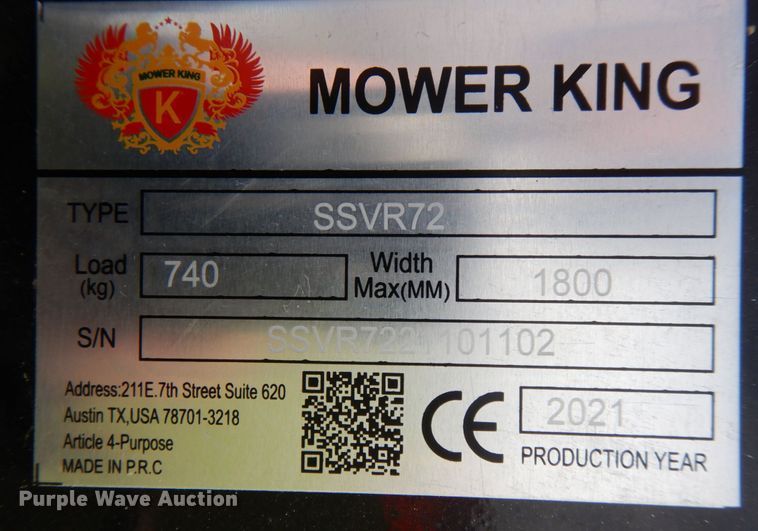 MOWER KING
K
MOWER KING
TYPE SSVR72
Load (kg) 740 Width Max(MM) 1800
S/N
Address:211E.7th Street Suite 620
Austin TX,USA 78701-3218
Article 4-Purpose
MADE IN P.R.C
CE
2021
PRODUCTION YEAR
Purple Wave Auction